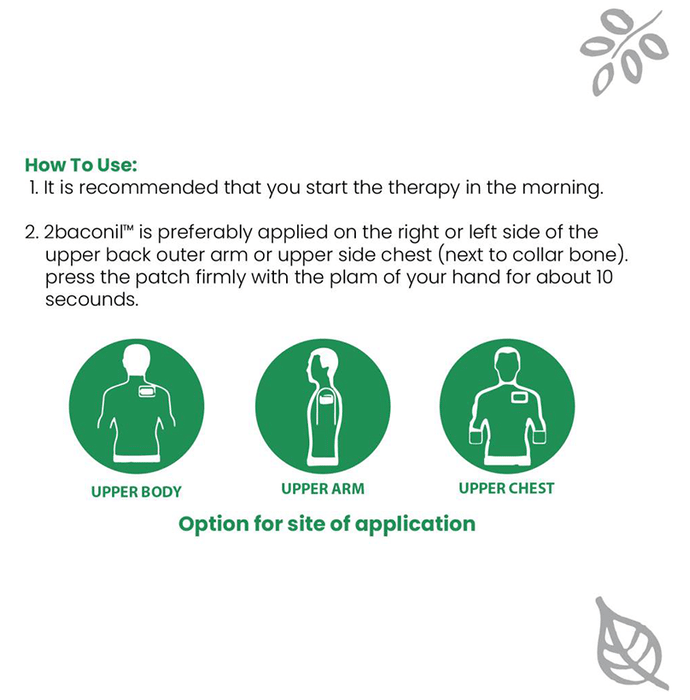 How To Use:
1. It is recommended that you start the therapy in the morning.
2. 2baconil™ is preferably applied on the right or left side of the
upper back outer arm or upper side chest (next to collar bone).
press the patch firmly with the plam of your hand for about 10
secounds.
UPPER BODY
UPPER ARM
UPPER CHEST
Option for site of application